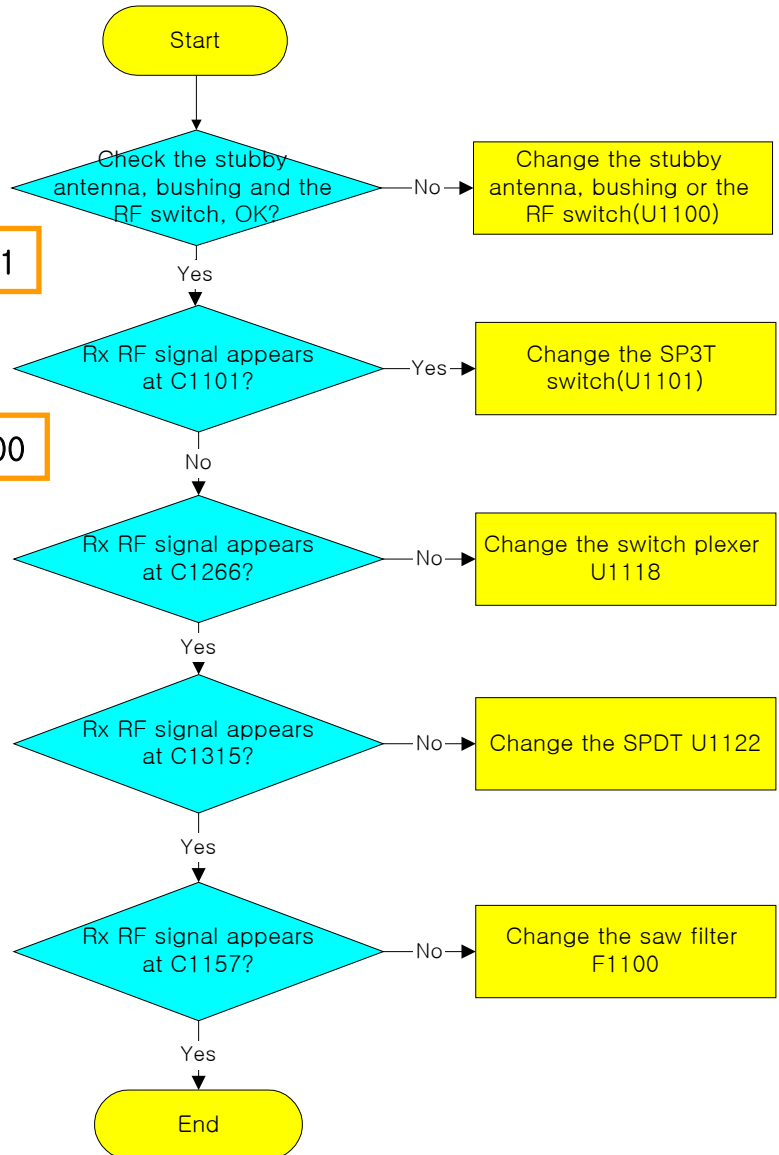 Start
Check the stubby
antenna, bushing and the
RF switch, OK?
No
Change the stubby
antenna, bushing or the
RF switch(U1100)
1
Yes
Rx RF signal appears
at C1101?
Yes
Change the SP3T
switch(U1101)
00
No
Rx RF signal appears
at C1266?
No
Change the switch plexer
U1118
Yes
Rx RF signal appears
at C1315?
No
Change the SPDT U1122
Yes
Rx RF signal appears
at C1157?
No
Change the saw filter
F1100
Yes
End